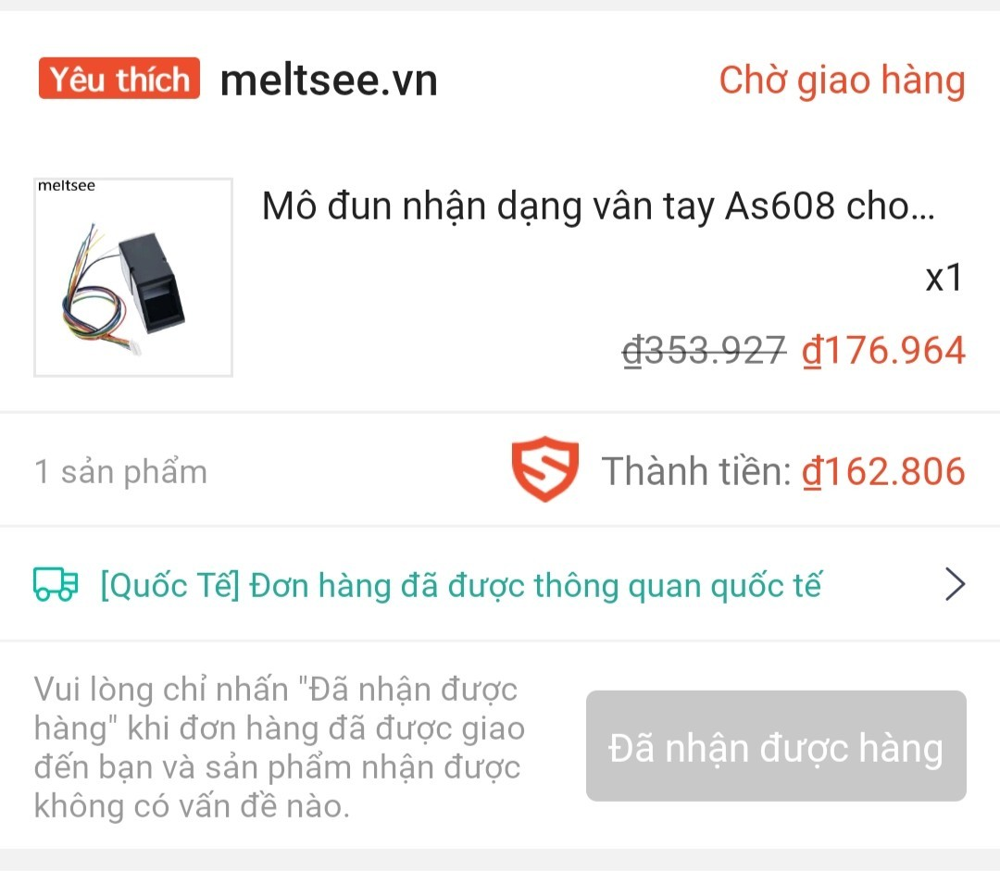 Yêu thích meltsee.vn Chờ giao hàng
meltsee
Mô đun nhận dạng vân tay As608 cho...
x1
₫353.927 ₫176.964
1 sản phẩm Thành tiền: ₫162.806
[Quốc Tế] Đơn hàng đã được thông quan quốc tế
Vui lòng chỉ nhấn "Đã nhận được
hàng" khi đơn hàng đã được giao
đến bạn và sản phẩm nhận được
không có vấn đề nào.
Đã nhận được hàng